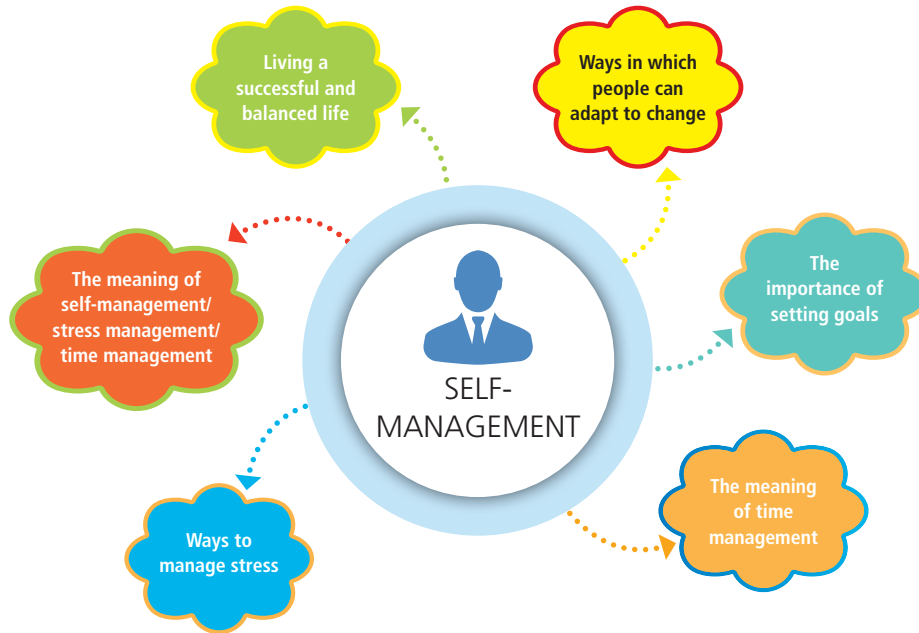 Living a
successful and
balanced life
Ways in which
people can
adapt to change
The meaning of
self-management/
stress management/
time management
The
importance of
setting goals
SELF-
MANAGEMENT
Ways to
manage stress
The meaning
of time
management